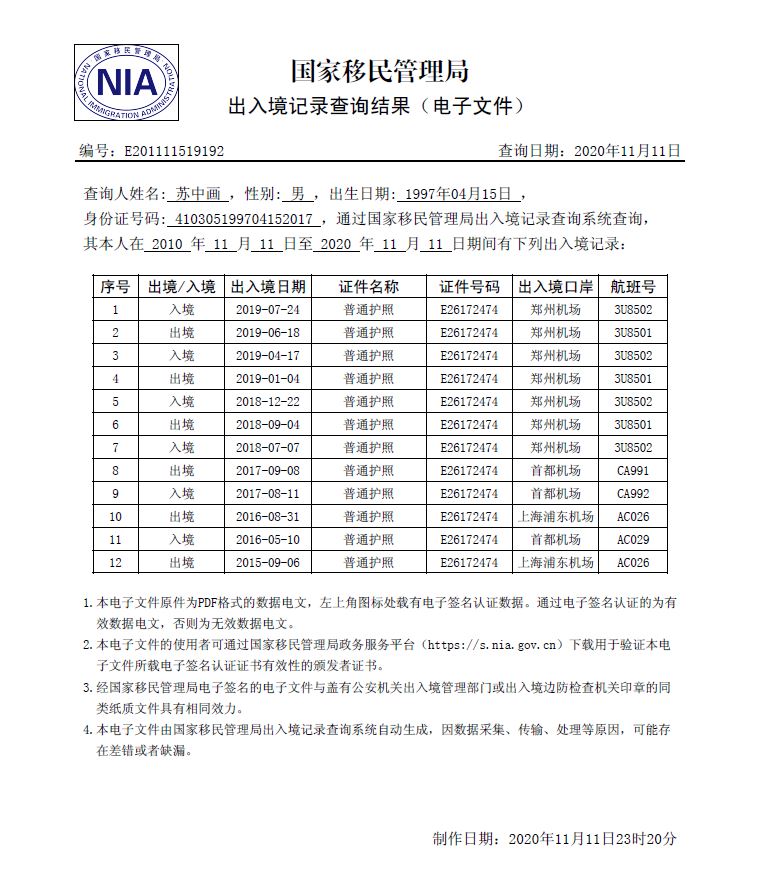 国家移民管理局
NIA
NATIONAL IMMIGRATION ADMINISTRATION
国家移民管理局
出入境记录查询结果（电子文件）
编号：E201111519192 查询日期：2020年11月11日
查询人姓名：苏中画，性别：男，出生日期：1997年04月15日，
身份证号码：410305199704152017，通过国家移民管理局出入境记录查询系统查询，
其本人在 2010 年 11 月 11 日至 2020 年 11 月 11 日期间有下列出入境记录：
序号 出境/入境 出入境日期 证件名称 证件号码 出入境口岸 航班号
1 入境 2019-07-24 普通护照 E26172474 郑州机场 3U8502
2 出境 2019-06-18 普通护照 E26172474 郑州机场 3U8501
3 入境 2019-04-17 普通护照 E26172474 郑州机场 3U8502
4 出境 2019-01-04 普通护照 E26172474 郑州机场 3U8501
5 入境 2018-12-22 普通护照 E26172474 郑州机场 3U8502
6 出境 2018-09-04 普通护照 E26172474 郑州机场 3U8501
7 入境 2018-07-07 普通护照 E26172474 郑州机场 3U8502
8 出境 2017-09-08 普通护照 E26172474 首都机场 CA991
9 入境 2017-08-11 普通护照 E26172474 首都机场 CA992
10 出境 2016-08-31 普通护照 E26172474 上海浦东机场 AC026
11 入境 2016-05-10 普通护照 E26172474 首都机场 AC029
12 出境 2015-09-06 普通护照 E26172474 上海浦东机场 AC026
1. 本电子文件原件为PDF格式的数据电文，左上角图标处载有电子签名认证数据。通过电子签名认证的为有
效数据电文，否则为无效数据电文。
2. 本电子文件的使用者可通过国家移民管理局政务服务平台（https://s.nia.gov.cn）下载用于验证本电
子文件所载电子签名认证证书有效性的颁发者证书。
3. 经国家移民管理局电子签名的电子文件与盖有公安机关出入境管理部门或出入境边防检查机关印章的同
类纸质文件具有相同效力。
4. 本电子文件由国家移民管理局出入境记录查询系统自动生成，因数据采集、传输、处理等原因，可能存
在差错或者缺漏。
制作日期：2020年11月11日23时20分